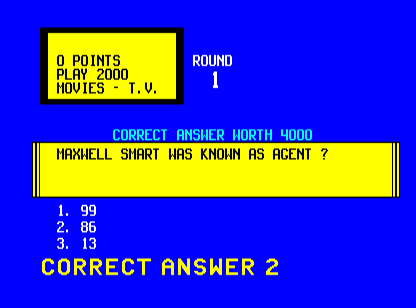 0 POINTS
PLAY 2000
MOVIES - T.V.
ROUND
1
CORRECT ANSWER WORTH 4000
MAXWELL SMART WAS KNOWN AS AGENT ?
1. 99
2. 86
3. 13
CORRECT ANSWER 2